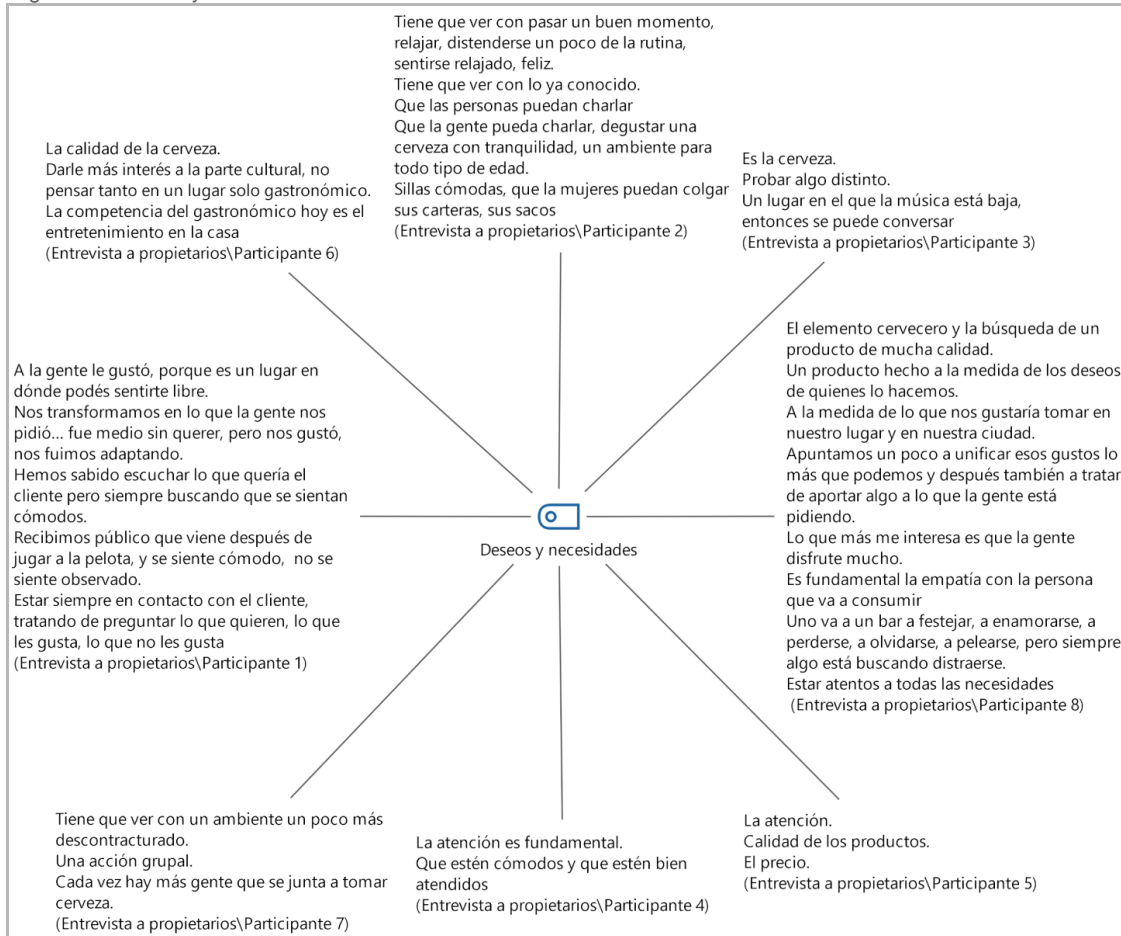 Tiene que ver con pasar un buen momento,
relajar, distenderse un poco de la rutina,
sentirse relajado, feliz.
Tiene que ver con lo ya conocido.
Que las personas puedan charlar
Que la gente pueda charlar, degustar una
cerveza con tranquilidad, un ambiente para
todo tipo de edad.
Sillas cómodas, que la mujeres puedan colgar
sus carteras, sus sacos
(Entrevista a propietarios\Participante 2)
La calidad de la cerveza.
Darle más interés a la parte cultural, no
pensar tanto en un lugar solo gastronómico.
La competencia del gastronómico hoy es el
entretenimiento en la casa
(Entrevista a propietarios\Participante 6)
Es la cerveza.
Probar algo distinto.
Un lugar en el que la música está baja,
entonces se puede conversar
(Entrevista a propietarios\Participante 3)
A la gente le gustó, porque es un lugar en
dónde podés sentirte libre.
Nos transformamos en lo que la gente nos
pidió... fue medio sin querer, pero nos gustó,
nos fuimos adaptando.
Hemos sabido escuchar lo que quería el
cliente pero siempre buscando que se sientan
cómodos.
Recibimos público que viene después de
jugar a la pelota, y se siente cómodo, no se
siente observado.
Estar siempre en contacto con el cliente,
tratando de preguntar lo que quieren, lo que
les gusta, lo que no les gusta
(Entrevista a propietarios\Participante 1)
Deseos y necesidades
El elemento cervecero y la búsqueda de un
producto de mucha calidad.
Un producto hecho a la medida de los deseos
de quienes lo hacemos.
A la medida de lo que nos gustaría tomar en
nuestro lugar y en nuestra ciudad.
Apuntamos un poco a unificar esos gustos lo
más que podemos y después también a tratar
de aportar algo a lo que la gente está
pidiendo.
Lo que más me interesa es que la gente
disfrute mucho.
Es fundamental la empatía con la persona
que va a consumir
Uno va a un bar a festejar, a enamorarse, a
perderse, a olvidarse, a pelearse, pero siempre
algo está buscando distraerse.
Estar atentos a todas las necesidades
(Entrevista a propietarios\Participante 8)
Tiene que ver con un ambiente un poco más
descontracturado.
Una acción grupal.
Cada vez hay más gente que se junta a tomar
cerveza.
(Entrevista a propietarios\Participante 7)
La atención es fundamental.
Que estén cómodos y que estén bien
atendidos
(Entrevista a propietarios\Participante 4)
La atención.
Calidad de los productos.
El precio.
(Entrevista a propietarios\Participante 5)